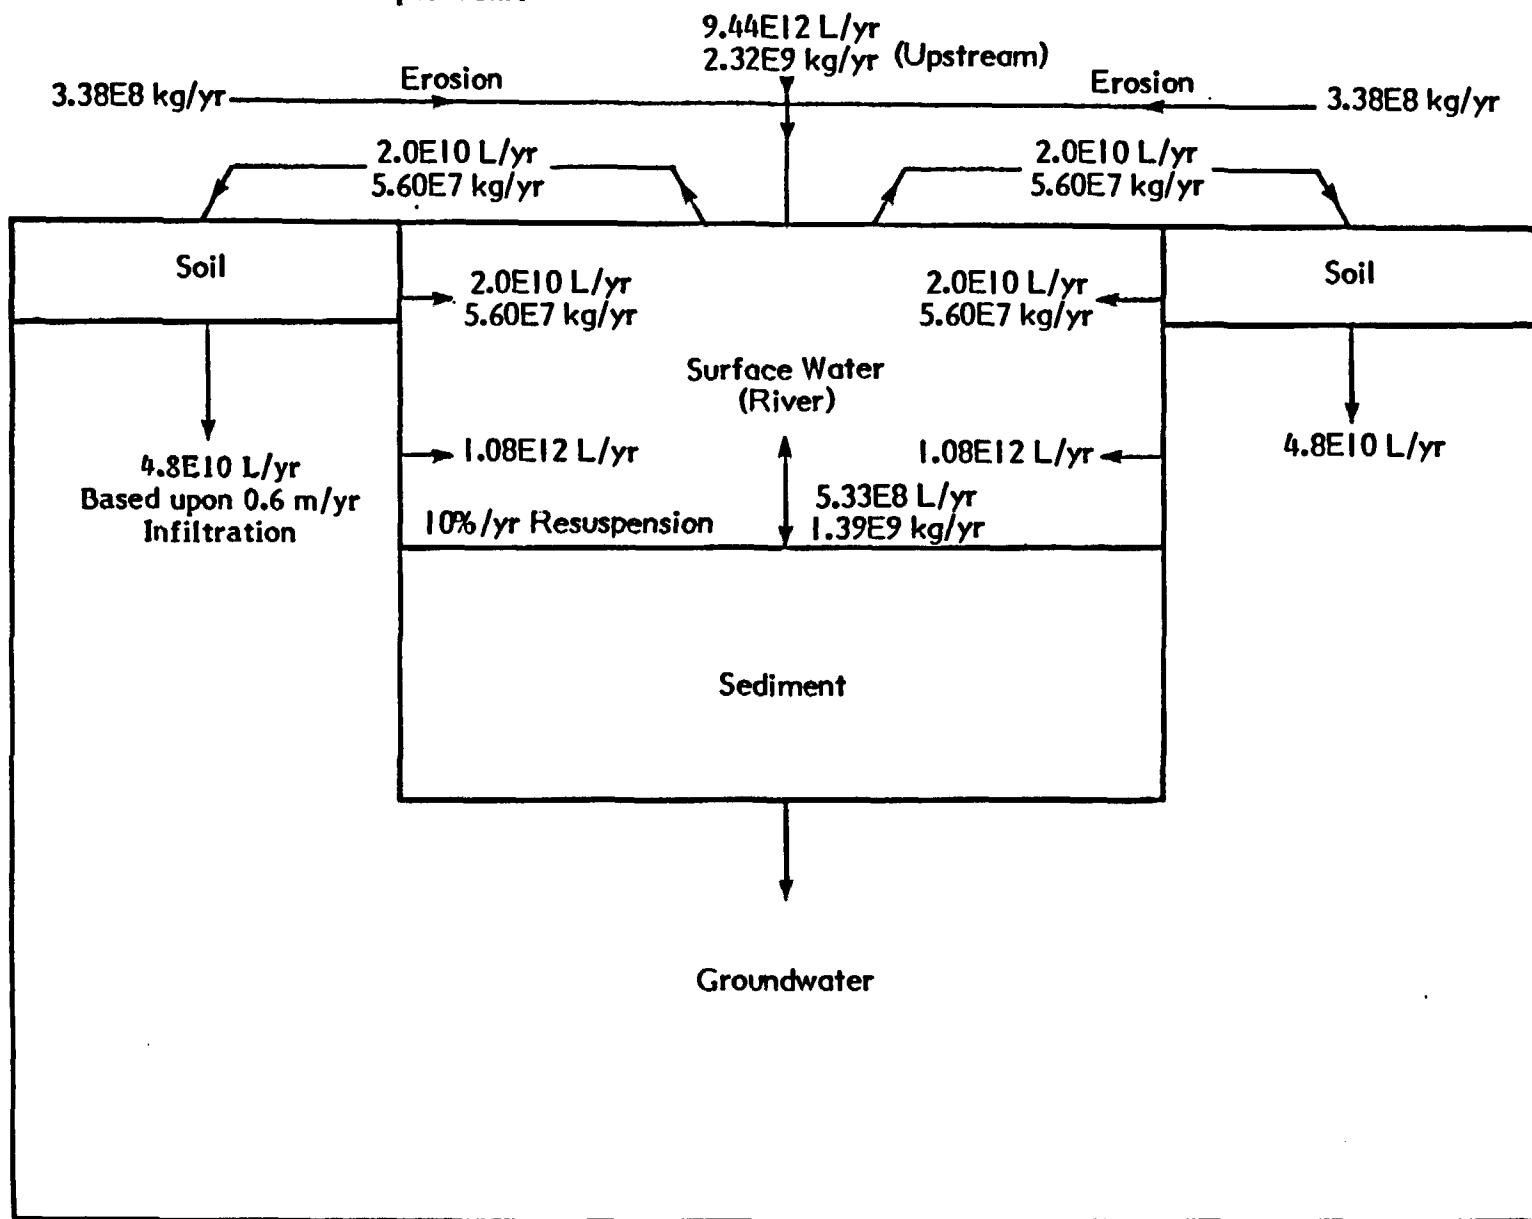 9.44E12 L/yr
2.32E9 kg/yr (Upstream)
Erosion
Erosion
3.38E8 kg/yr
3.38E8 kg/yr
2.0E10 L/yr
5.60E7 kg/yr
2.0E10 L/yr
5.60E7 kg/yr
Soil
Soil
2.0E10 L/yr
5.60E7 kg/yr
2.0E10 L/yr
5.60E7 kg/yr
Surface Water
(River)
1.08E12 L/yr
1.08E12 L/yr
4.8E10 L/yr
4.8E10 L/yr
Based upon 0.6 m/yr
Infiltration
10%/yr Resuspension
5.33E8 L/yr
1.39E9 kg/yr
Sediment
Groundwater